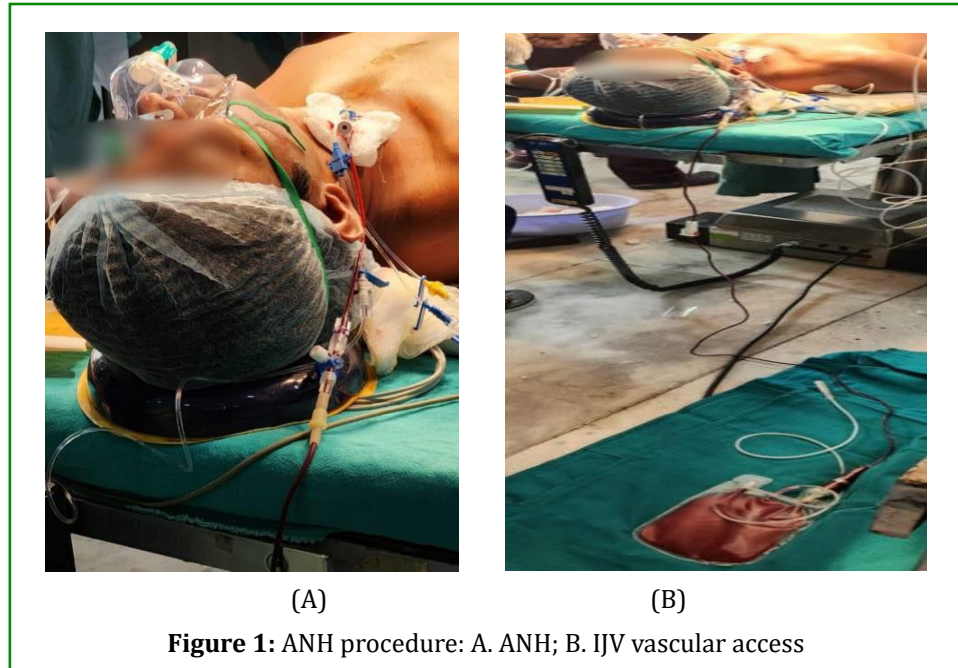 (A)
(B)
Figure 1: ANH procedure: A. ANH; B. IJV vascular access